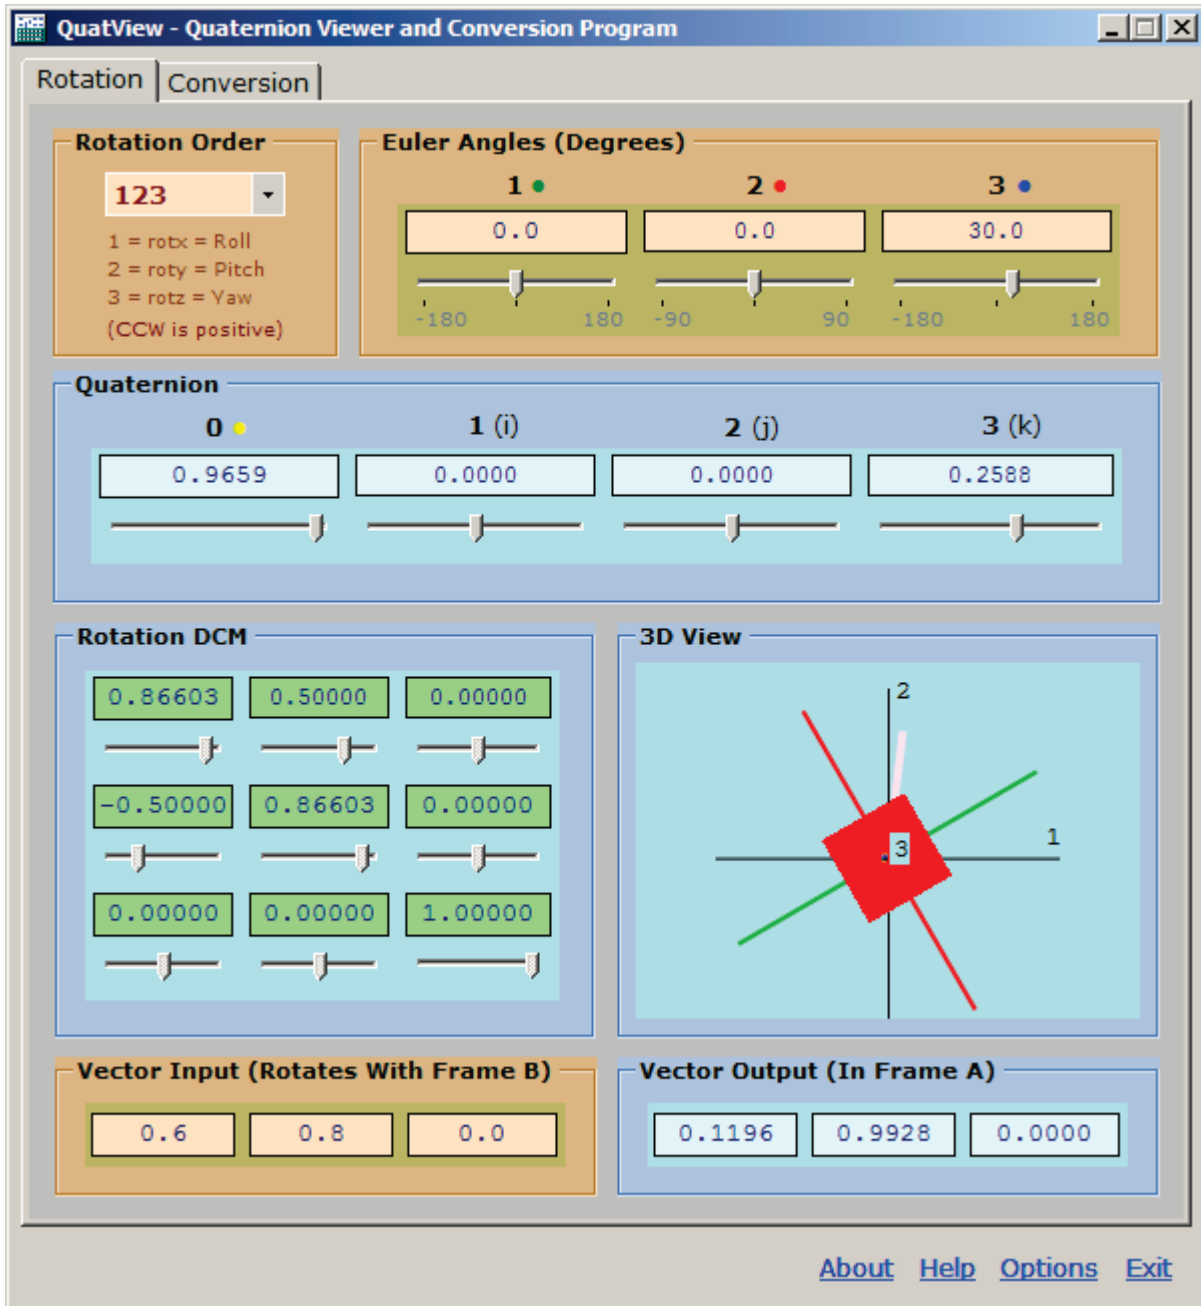 QuatView - Quaternion Viewer and Conversion Program
Rotation Conversion
Rotation Order
123
1 = rotx = Roll
2 = roty = Pitch
3 = rotz = Yaw
(CCW is positive)
Euler Angles (Degrees)
1 2 3
0.0 0.0 30.0
-180 180 -90 90 -180 180
Quaternion
0 1 (i) 2 (j) 3 (k)
0.9659 0.0000 0.0000 0.2588
Rotation DCM
0.86603 0.50000 0.00000
-0.50000 0.86603 0.00000
0.00000 0.00000 1.00000
3D View
2
1
3
Vector Input (Rotates With Frame B)
0.6 0.8 0.0
Vector Output (In Frame A)
0.1196 0.9928 0.0000
About Help Options Exit